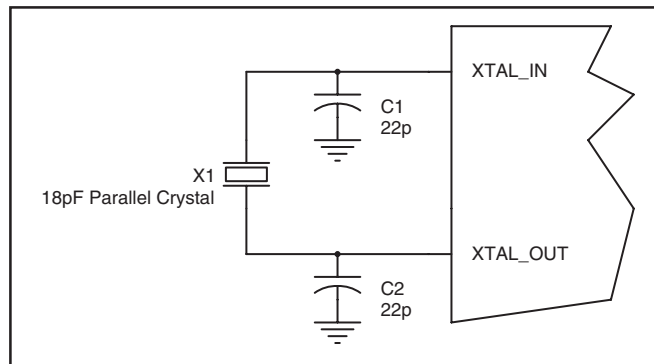 XTAL_IN
C1
22p
X1
18pF Parallel Crystal
XTAL_OUT
C2
22p